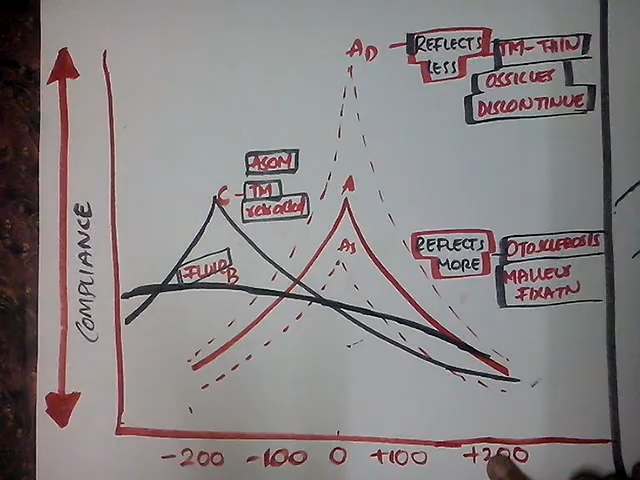 AD
REFLECTS
LESS
TM-THIN
OSSICLES
DISCONTINUE
ASOM
C
TM
retracted
A
As
FLUID
B
REFLECTS
MORE
OTOSCLEROSIS
MALLEUS
FIXATN
COMPLIANCE
-200 -100 0 +100 +200